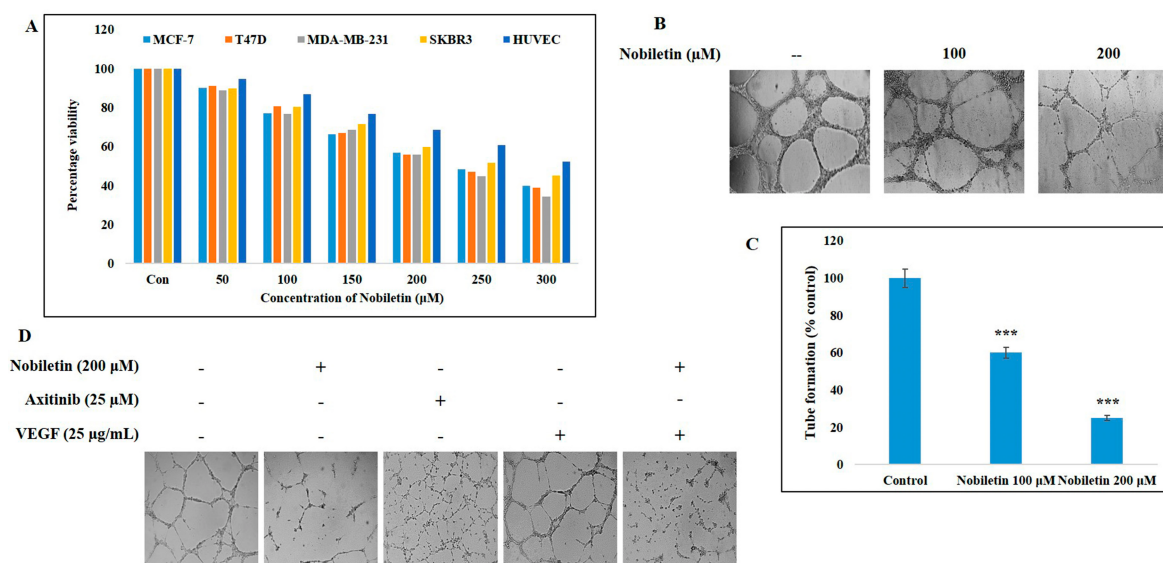 A
120
MCF-7 T47D MDA-MB-231 SKBR3 HUVEC
100
80
60
40
20
0
Percentage viability
Con 50 100 150 200 250 300
Concentration of Nobiletin (μM)
B
Nobiletin (μM) -- 100 200
C
120
100
80
60
40
20
0
Tube formation (% control)
***
***
Control Nobiletin 100 μM Nobiletin 200 μM
D
Nobiletin (200 μM) - + - - +
Axitinib (25 μM) - - + - -
VEGF (25 μg/mL) - - - + +